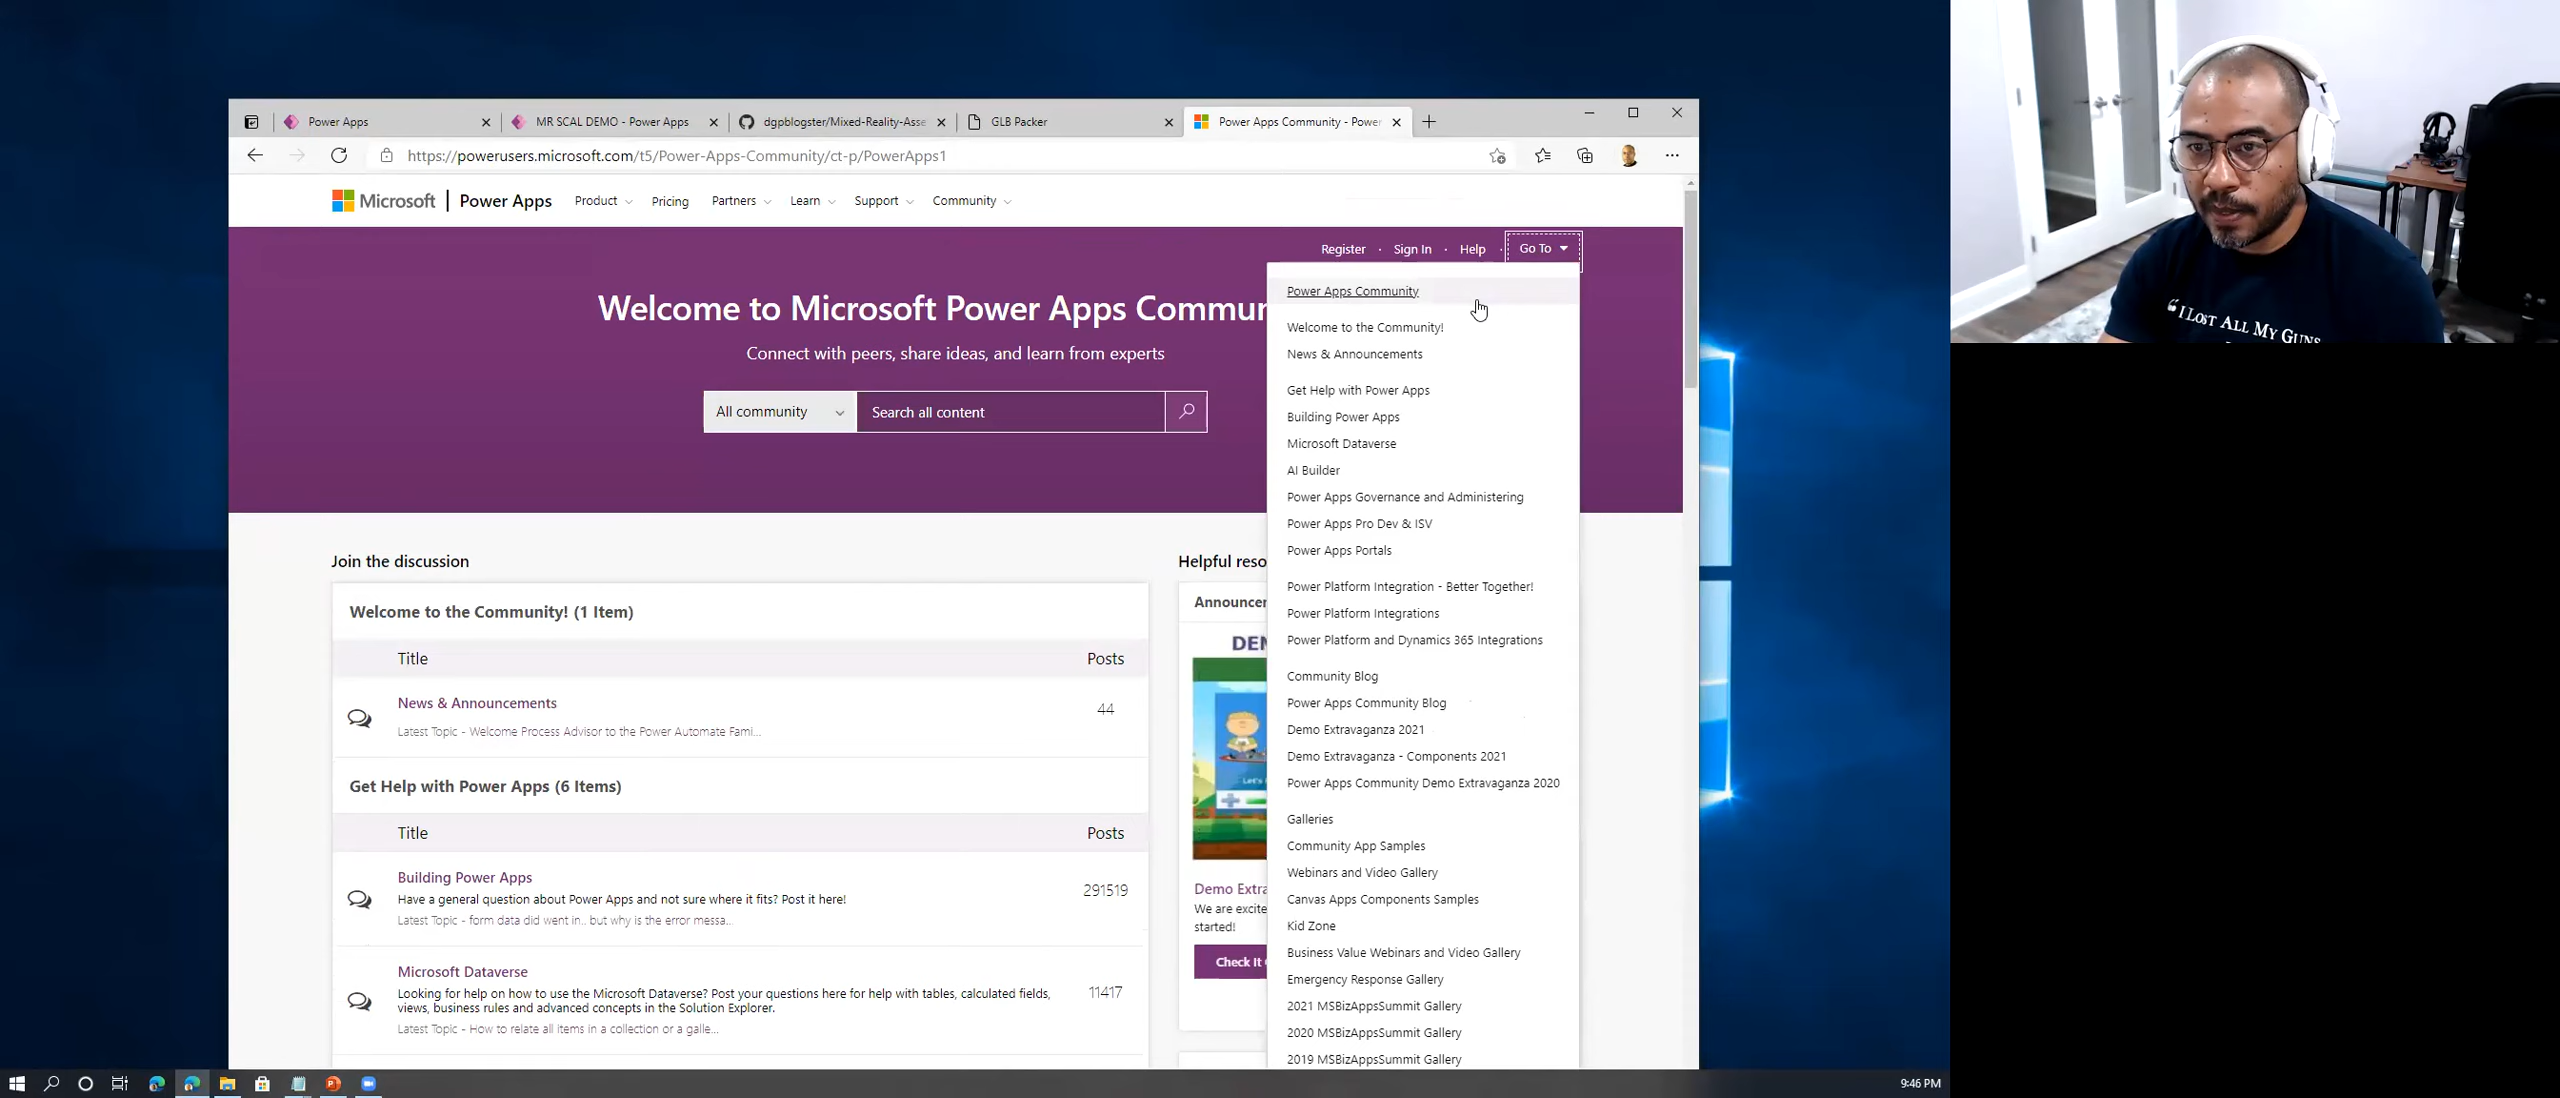 Power Apps
MR SCAL DEMO - Power Apps
dgpblogster/Mixed-Reality-Asse
GLB Packer
Power Apps Community - Power
https://powerusers.microsoft.com/t5/Power-Apps-Community/ct-p/PowerApps1
Microsoft
Power Apps
Product
Pricing
Partners
Learn
Support
Community
Register · Sign In · Help · Go To
Welcome to Microsoft Power Apps Commu
Connect with peers, share ideas, and learn from experts
All community
Search all content
Power Apps Community
Welcome to the Community!
News & Announcements
Get Help with Power Apps
Building Power Apps
Microsoft Dataverse
AI Builder
Power Apps Governance and Administering
Power Apps Pro Dev & ISV
Power Apps Portals
Power Platform Integration - Better Together!
Power Platform Integrations
Power Platform and Dynamics 365 Integrations
Community Blog
Power Apps Community Blog
Demo Extravaganza 2021
Demo Extravaganza - Components 2021
Power Apps Community Demo Extravaganza 2020
Galleries
Community App Samples
Webinars and Video Gallery
Canvas Apps Components Samples
Kid Zone
Business Value Webinars and Video Gallery
Emergency Response Gallery
2021 MSBizAppsSummit Gallery
2020 MSBizAppsSummit Gallery
2019 MSBizAppsSummit Gallery
Join the discussion
Welcome to the Community! (1 Item)
Title
Posts
News & Announcements
44
Latest Topic - Welcome Process Advisor to the Power Automate Fami...
Get Help with Power Apps (6 Items)
Title
Posts
Building Power Apps
291519
Have a general question about Power Apps and not sure where it fits? Post it here!
Latest Topic - form data did went in.. but why is the error messa...
Microsoft Dataverse
11417
Looking for help on how to use the Microsoft Dataverse? Post your questions here for help with tables, calculated fields,
views, business rules and advanced concepts in the Solution Explorer.
Latest Topic - How to relate all items in a collection or a galle...
Helpful reso
Announcer
DEM
Let's
Demo Extra
We are excite
started!
Check It
9:46 PM
"I LOST ALL MY GUNS